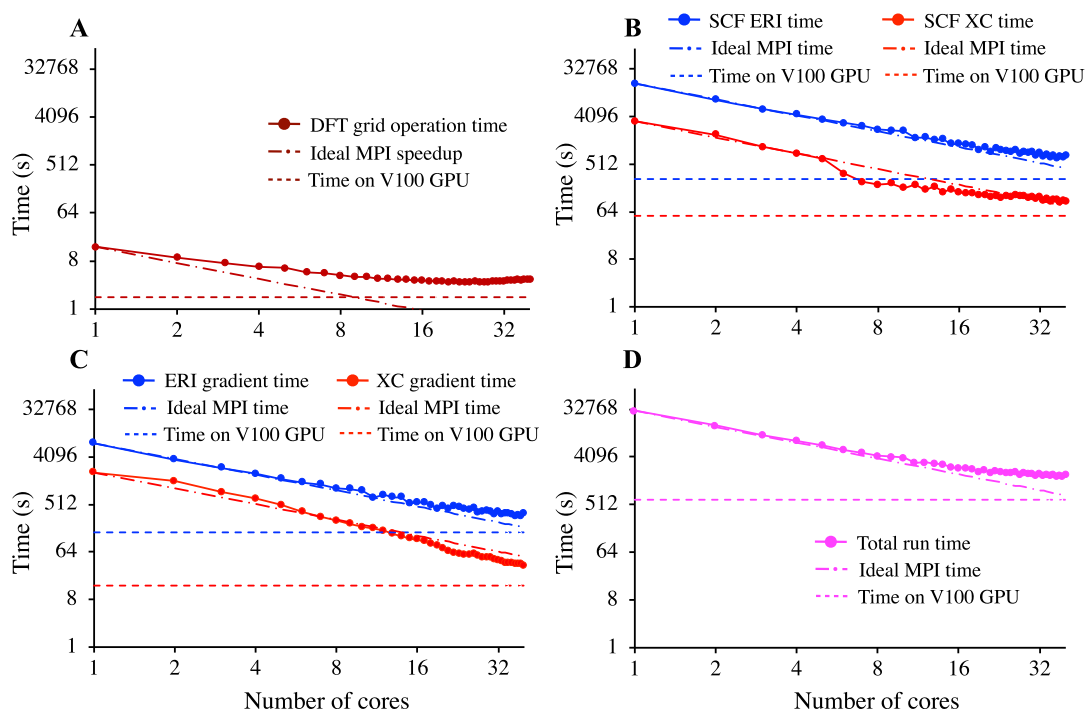 A
Time (s)
32768
4096
512
64
8
1
1 2 4 8 16 32
DFT grid operation time
Ideal MPI speedup
Time on V100 GPU
B
Time (s)
32768
4096
512
64
8
1
1 2 4 8 16 32
SCF ERI time SCF XC time
Ideal MPI time Ideal MPI time
Time on V100 GPU Time on V100 GPU
C
Time (s)
32768
4096
512
64
8
1
1 2 4 8 16 32
Number of cores
ERI gradient time XC gradient time
Ideal MPI time Ideal MPI time
Time on V100 GPU Time on V100 GPU
D
Time (s)
32768
4096
512
64
8
1
1 2 4 8 16 32
Number of cores
Total run time
Ideal MPI time
Time on V100 GPU